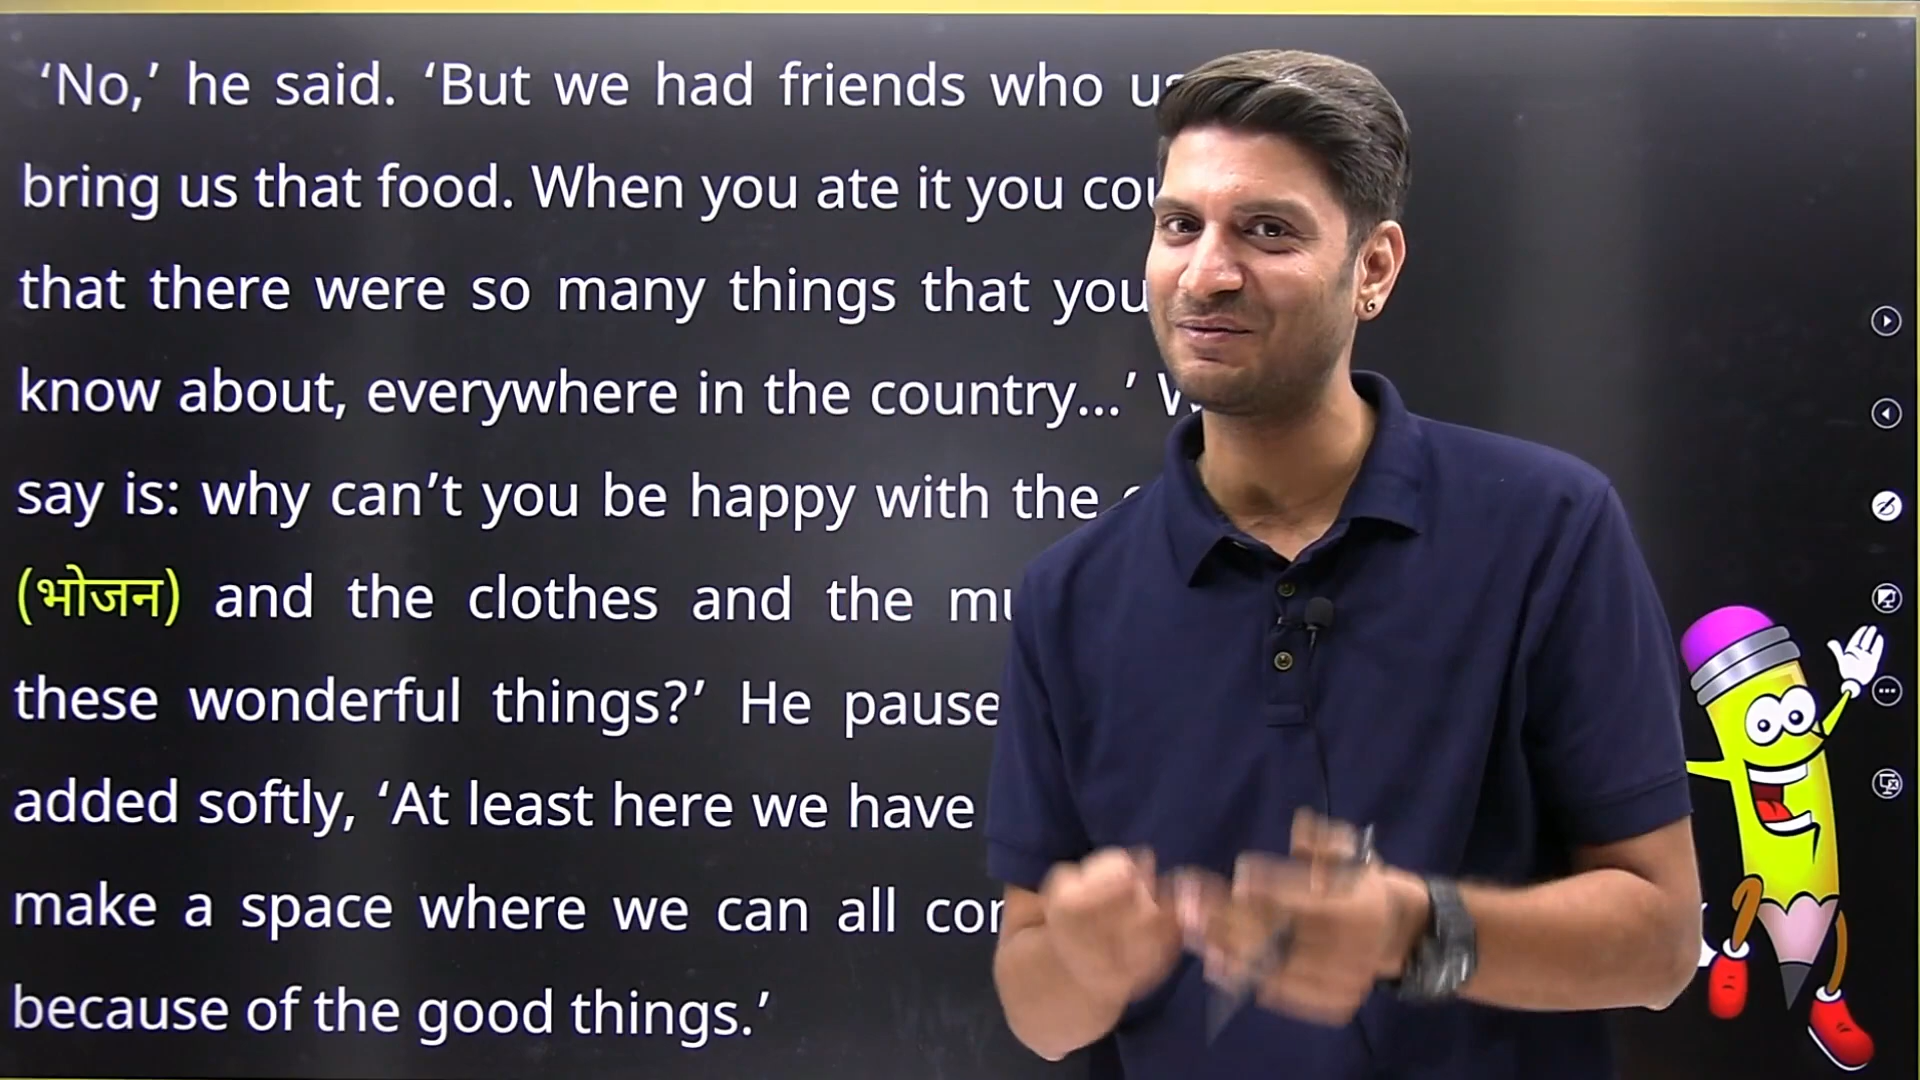 ‘No,’ he said. ‘But we had friends who
bring us that food. When you ate it you
that there were so many things that you
know about, everywhere in the country...’
say is: why can’t you be happy with the
(भोजन) and the clothes and the
these wonderful things?’ He
added softly, ‘At least here we have
make a space where we can all
because of the good things.’